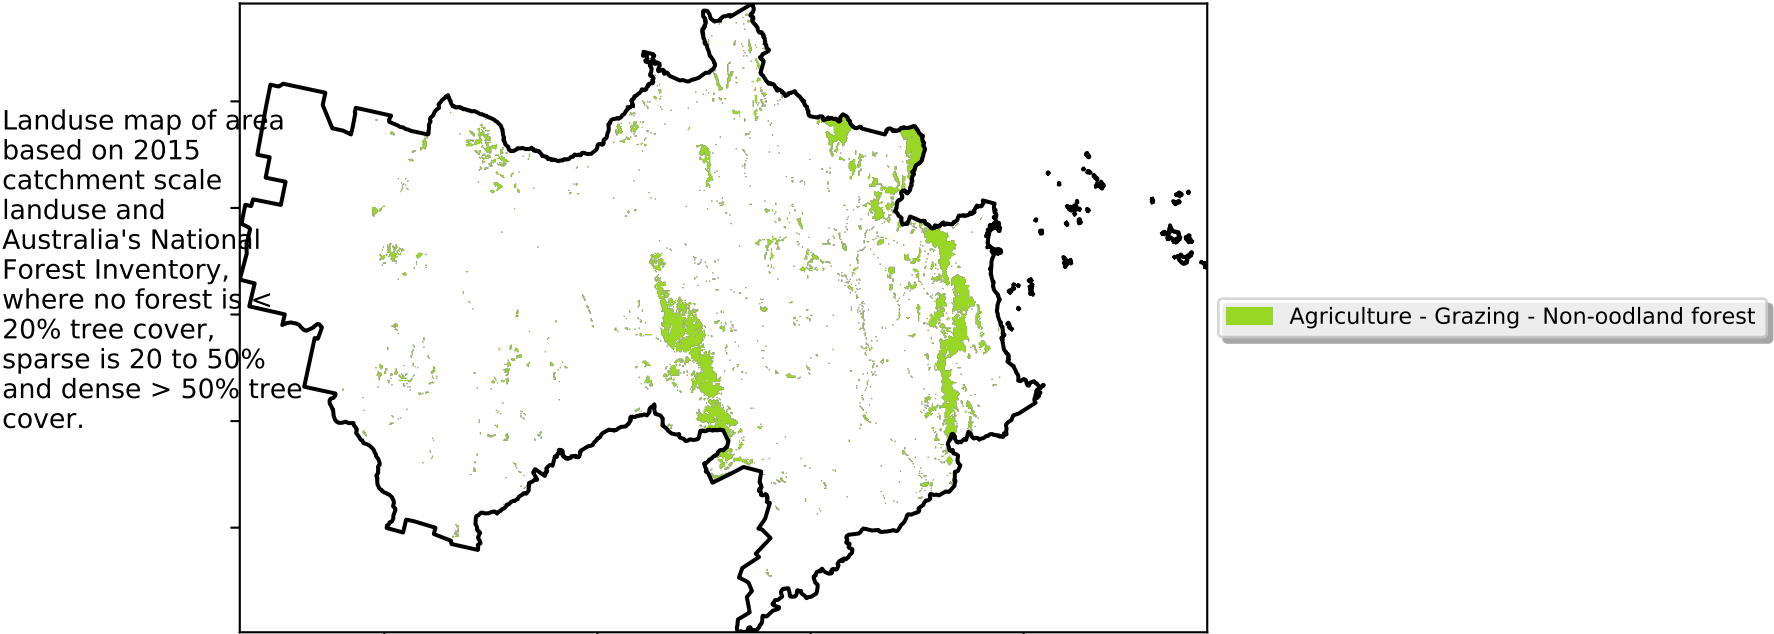 Landuse map of area
based on 2015
catchment scale
landuse and
Australia's National
Forest Inventory,
where no forest is <
20% tree cover,
sparse is 20 to 50%
and dense > 50% tree
cover.
Agriculture - Grazing - Non-oodland forest